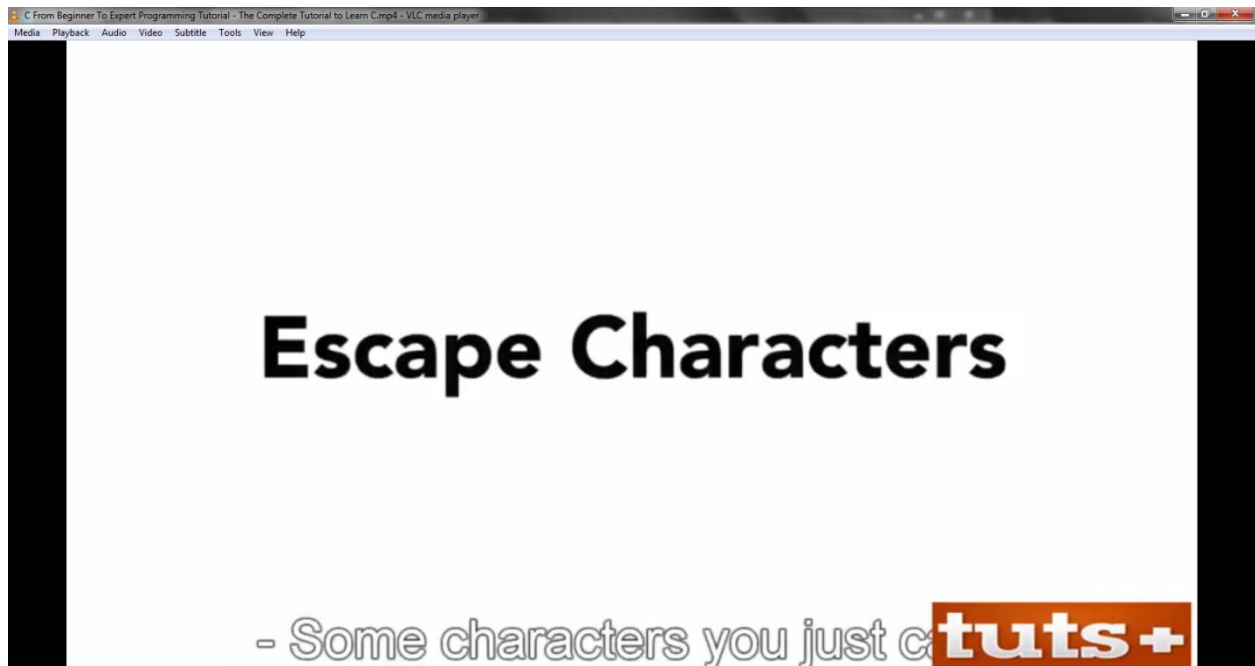 C From Beginner To Expert Programming Tutorial - The Complete Tutorial to Learn C.mp4 - VLC media player
Media Playback Audio Video Subtitle Tools View Help
Escape Characters
- Some characters you just
tuts+